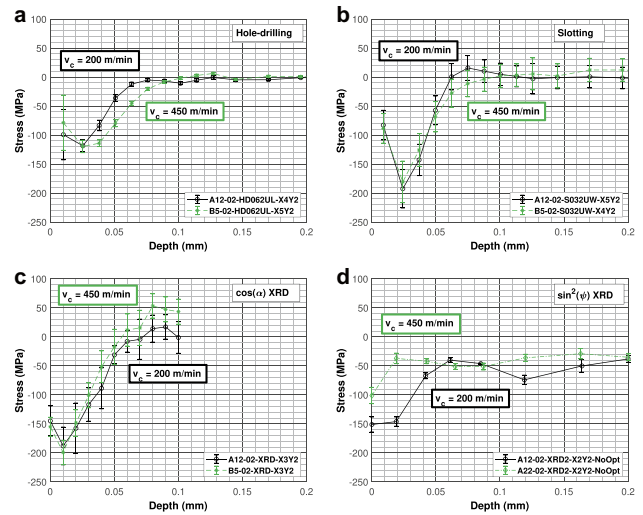 a
Hole-drilling
v_c = 200 m/min
v_c = 450 m/min
A12-02-HD062UL-X4Y2
B5-02-HD062UL-X5Y2
Stress (MPa)
100
50
0
-50
-100
-150
-200
-250
0
0.05
0.1
0.15
0.2
Depth (mm)
b
Slotting
v_c = 200 m/min
v_c = 450 m/min
A12-02-S032UW-X5Y2
B5-02-S032UW-X4Y2
Stress (MPa)
100
50
0
-50
-100
-150
-200
-250
0
0.05
0.1
0.15
0.2
Depth (mm)
c
cos(α) XRD
v_c = 450 m/min
v_c = 200 m/min
A12-02-XRD-X3Y2
B5-02-XRD-X3Y2
Stress (MPa)
100
50
0
-50
-100
-150
-200
-250
0
0.05
0.1
0.15
0.2
Depth (mm)
d
sin²(ψ) XRD
v_c = 450 m/min
v_c = 200 m/min
A12-02-XRD2-X2Y2-NoOpt
A22-02-XRD2-X2Y2-NoOpt
Stress (MPa)
100
50
0
-50
-100
-150
-200
-250
0
0.05
0.1
0.15
0.2
Depth (mm)